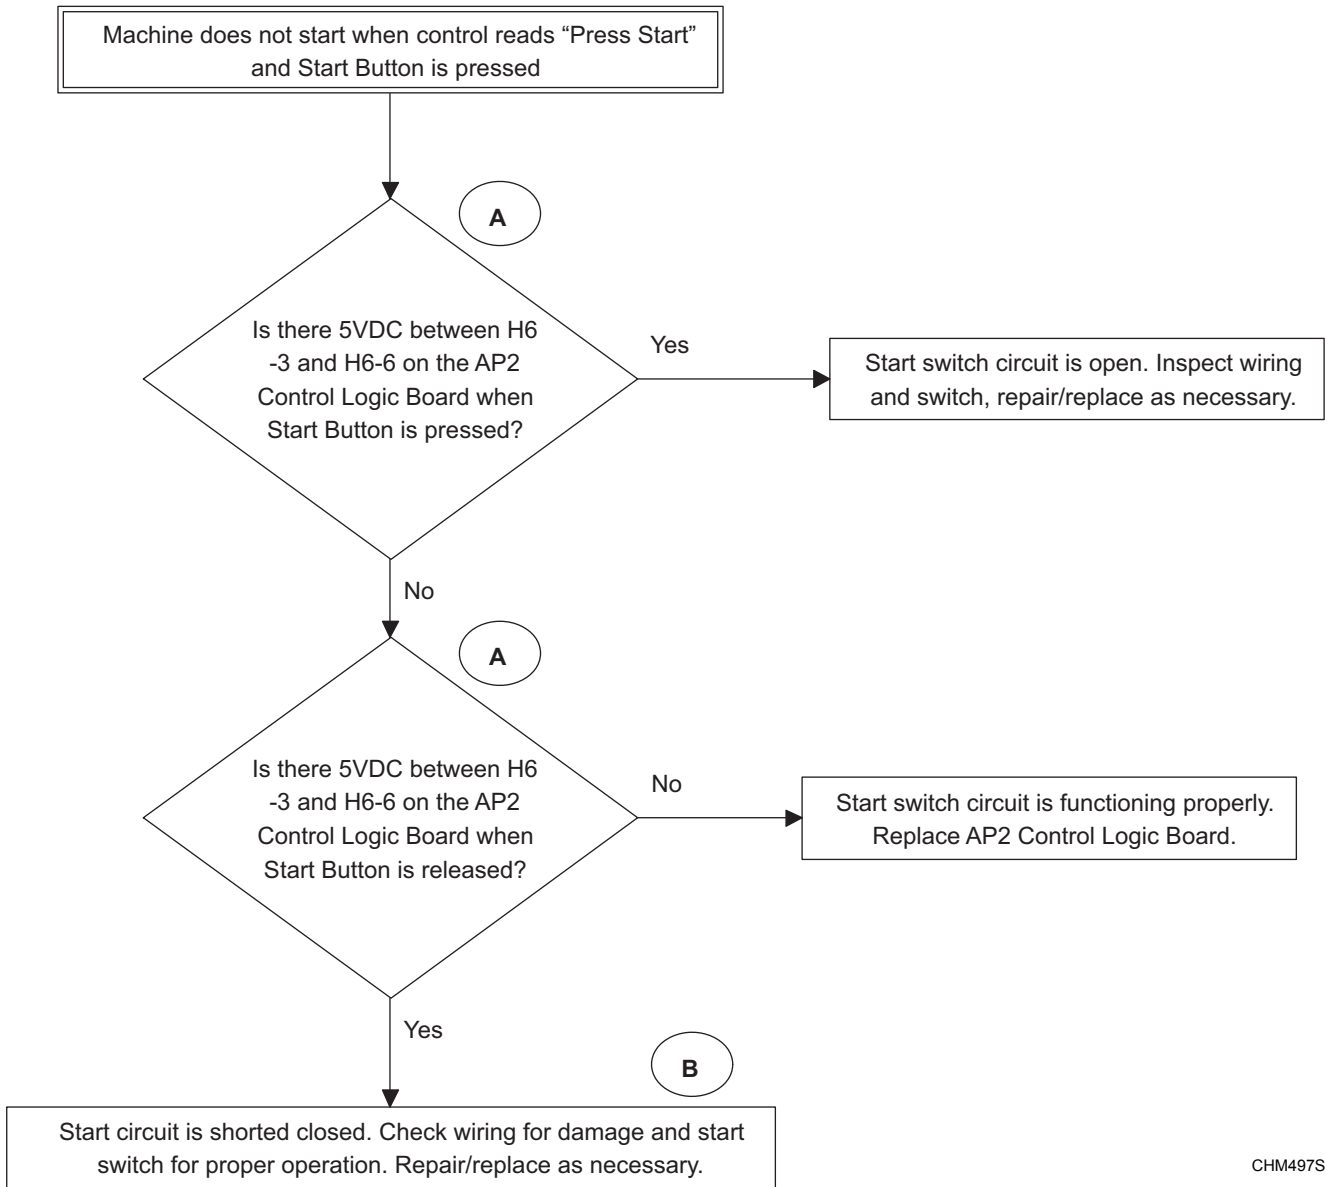 Machine does not start when control reads “Press Start”
and Start Button is pressed
A
Is there 5VDC between H6
-3 and H6-6 on the AP2
Control Logic Board when
Start Button is pressed?
Yes
Start switch circuit is open. Inspect wiring
and switch, repair/replace as necessary.
No
A
Is there 5VDC between H6
-3 and H6-6 on the AP2
Control Logic Board when
Start Button is released?
No
Start switch circuit is functioning properly.
Replace AP2 Control Logic Board.
Yes
B
Start circuit is shorted closed. Check wiring for damage and start
switch for proper operation. Repair/replace as necessary.
CHM497S